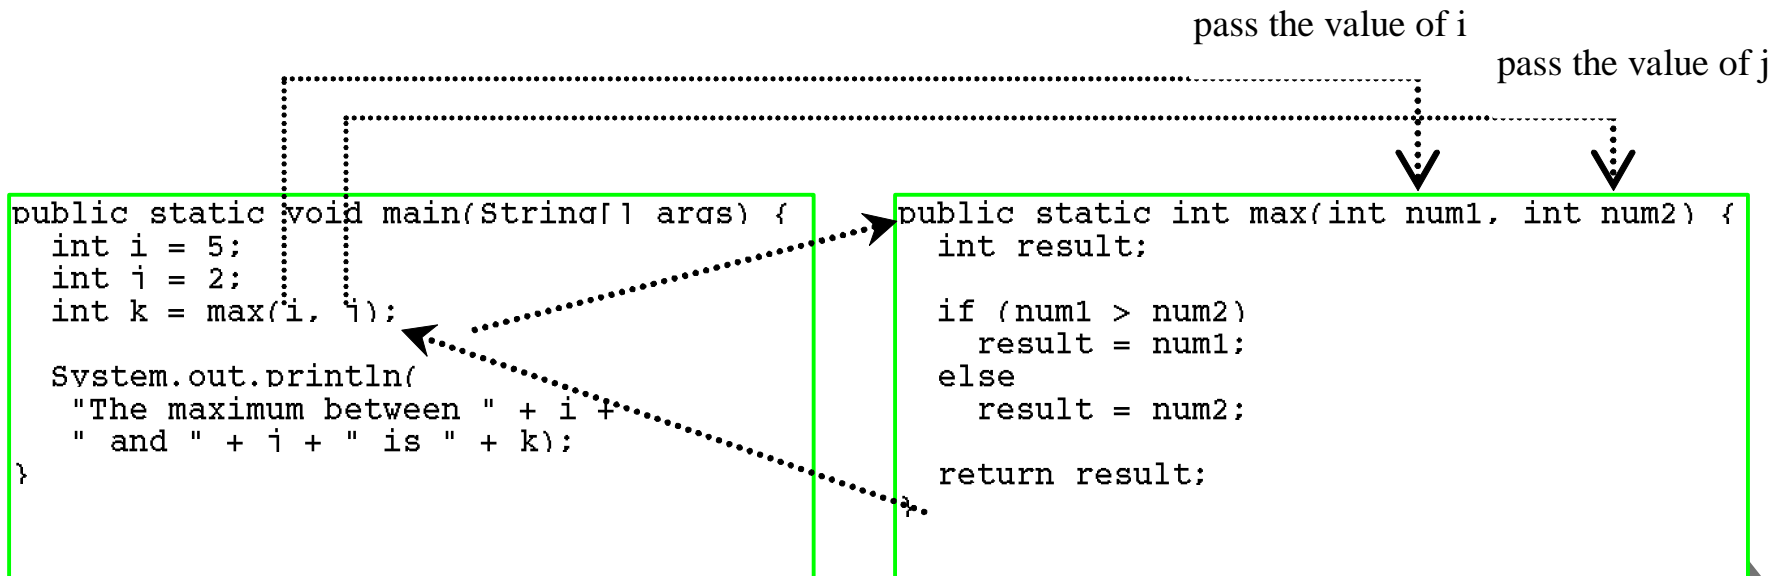 pass the value of i
pass the value of j
public static void main(String[] args) {
  int i = 5;
  int j = 2;
  int k = max(i, j);

  System.out.println(
   "The maximum between " + i +
   " and " + j + " is " + k);
}
public static int max(int num1, int num2) {
  int result;

  if (num1 > num2)
    result = num1;
  else
    result = num2;

  return result;
}